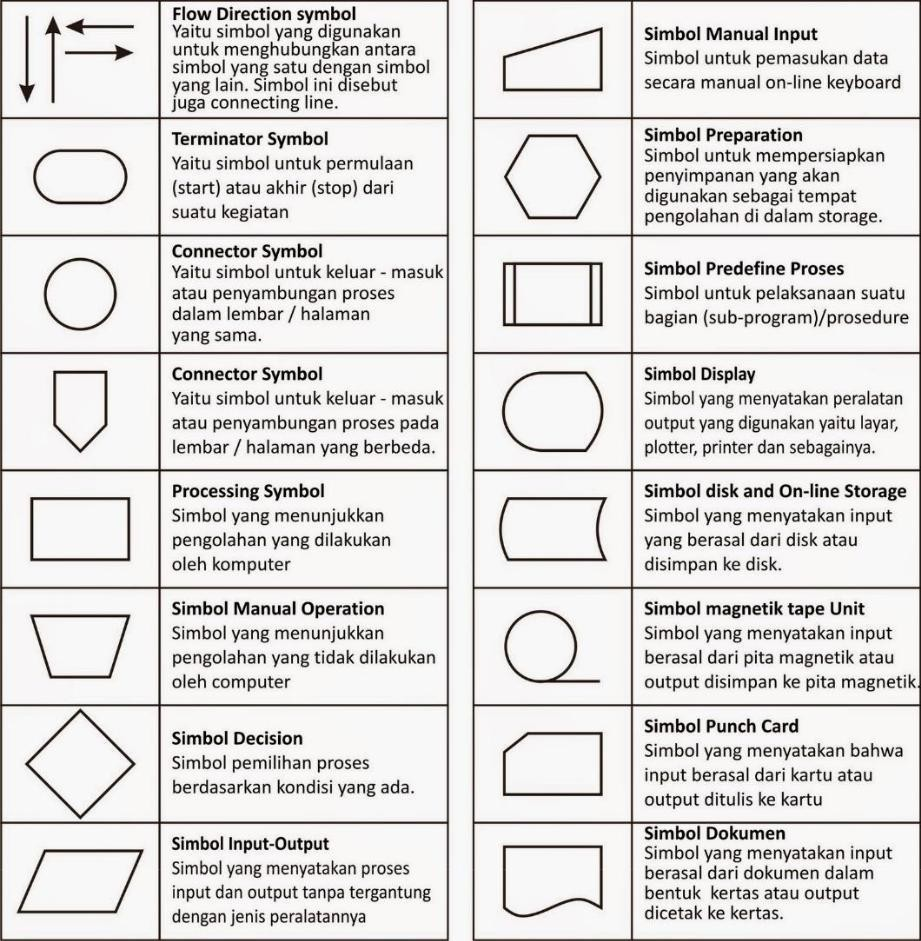 Flow Direction symbol
Yaitu simbol yang digunakan
untuk menghubungkan antara
simbol yang satu dengan simbol
yang lain. Simbol ini disebut
juga connecting line.
Terminator Symbol
Yaitu simbol untuk permulaan
(start) atau akhir (stop) dari
suatu kegiatan
Connector Symbol
Yaitu simbol untuk keluar - masuk
atau penyambungan proses
dalam lembar / halaman
yang sama.
Connector Symbol
Yaitu simbol untuk keluar - masuk
atau penyambungan proses pada
lembar / halaman yang berbeda.
Processing Symbol
Simbol yang menunjukkan
pengolahan yang dilakukan
oleh komputer
Simbol Manual Operation
Simbol yang menunjukkan
pengolahan yang tidak dilakukan
oleh computer
Simbol Decision
Simbol pemilihan proses
berdasarkan kondisi yang ada.
Simbol Input-Output
Simbol yang menyatakan proses
input dan output tanpa tergantung
dengan jenis peralatannya
Simbol Manual Input
Simbol untuk pemasukan data
secara manual on-line keyboard
Simbol Preparation
Simbol untuk mempersiapkan
penyimpanan yang akan
digunakan sebagai tempat
pengolahan di dalam storage.
Simbol Predefine Proses
Simbol untuk pelaksanaan suatu
bagian (sub-program)/prosedure
Simbol Display
Simbol yang menyatakan peralatan
output yang digunakan yaitu layar,
plotter, printer dan sebagainya.
Simbol disk and On-line Storage
Simbol yang menyatakan input
yang berasal dari disk atau
disimpan ke disk.
Simbol magnetik tape Unit
Simbol yang menyatakan input
berasal dari pita magnetik atau
output disimpan ke pita magnetik.
Simbol Punch Card
Simbol yang menyatakan bahwa
input berasal dari kartu atau
output ditulis ke kartu
Simbol Dokumen
Simbol yang menyatakan input
berasal dari dokumen dalam
bentuk kertas atau output
dicetak ke kertas.